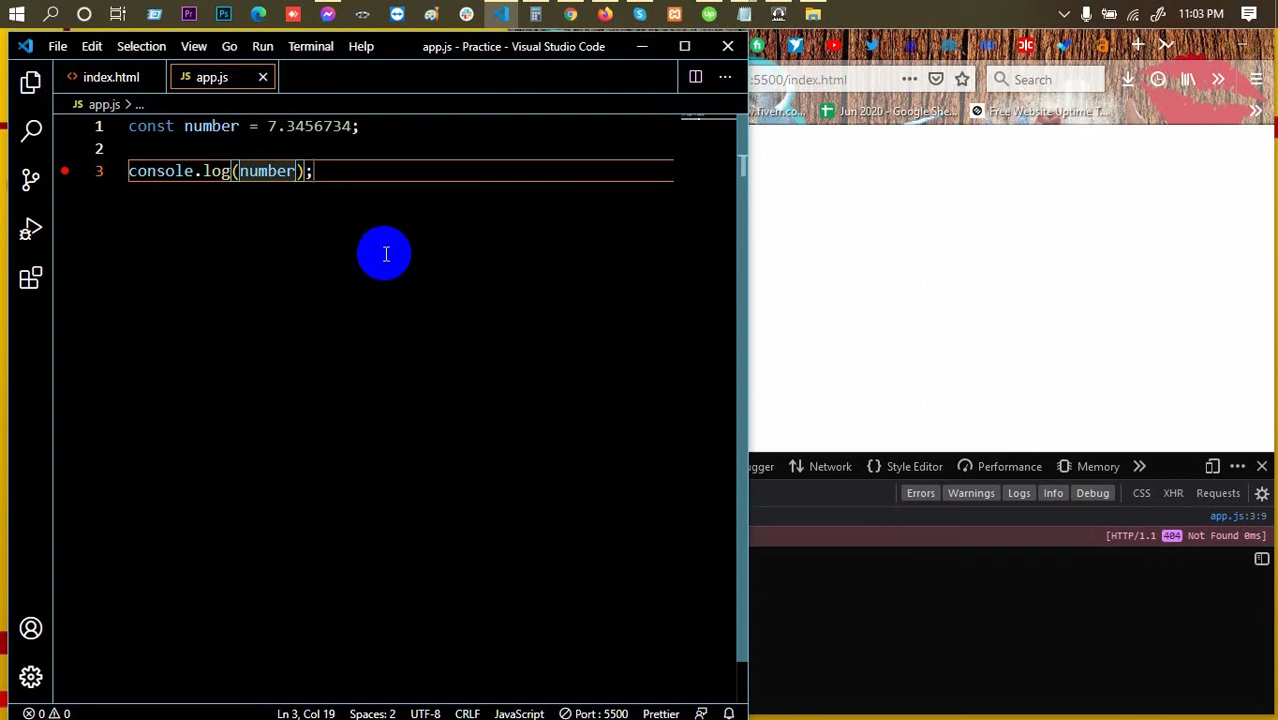 11:03 PM
File Edit Selection View Go Run Terminal Help app.js - Practice - Visual Studio Code
index.html app.js
app.js > ...
1 const number = 7.3456734;
2
3 console.log(number);
Ln 3, Col 19 Spaces: 2 UTF-8 CRLF JavaScript Port : 5500 Prettier
0 0
:5500/index.html Search
Jun 2020 - Google She Free Website Uptime T
gger Network Style Editor Performance Memory
Errors Warnings Logs Info Debug CSS XHR Requests
app.js:3:9
[HTTP/1.1 404 Not Found 0ms]